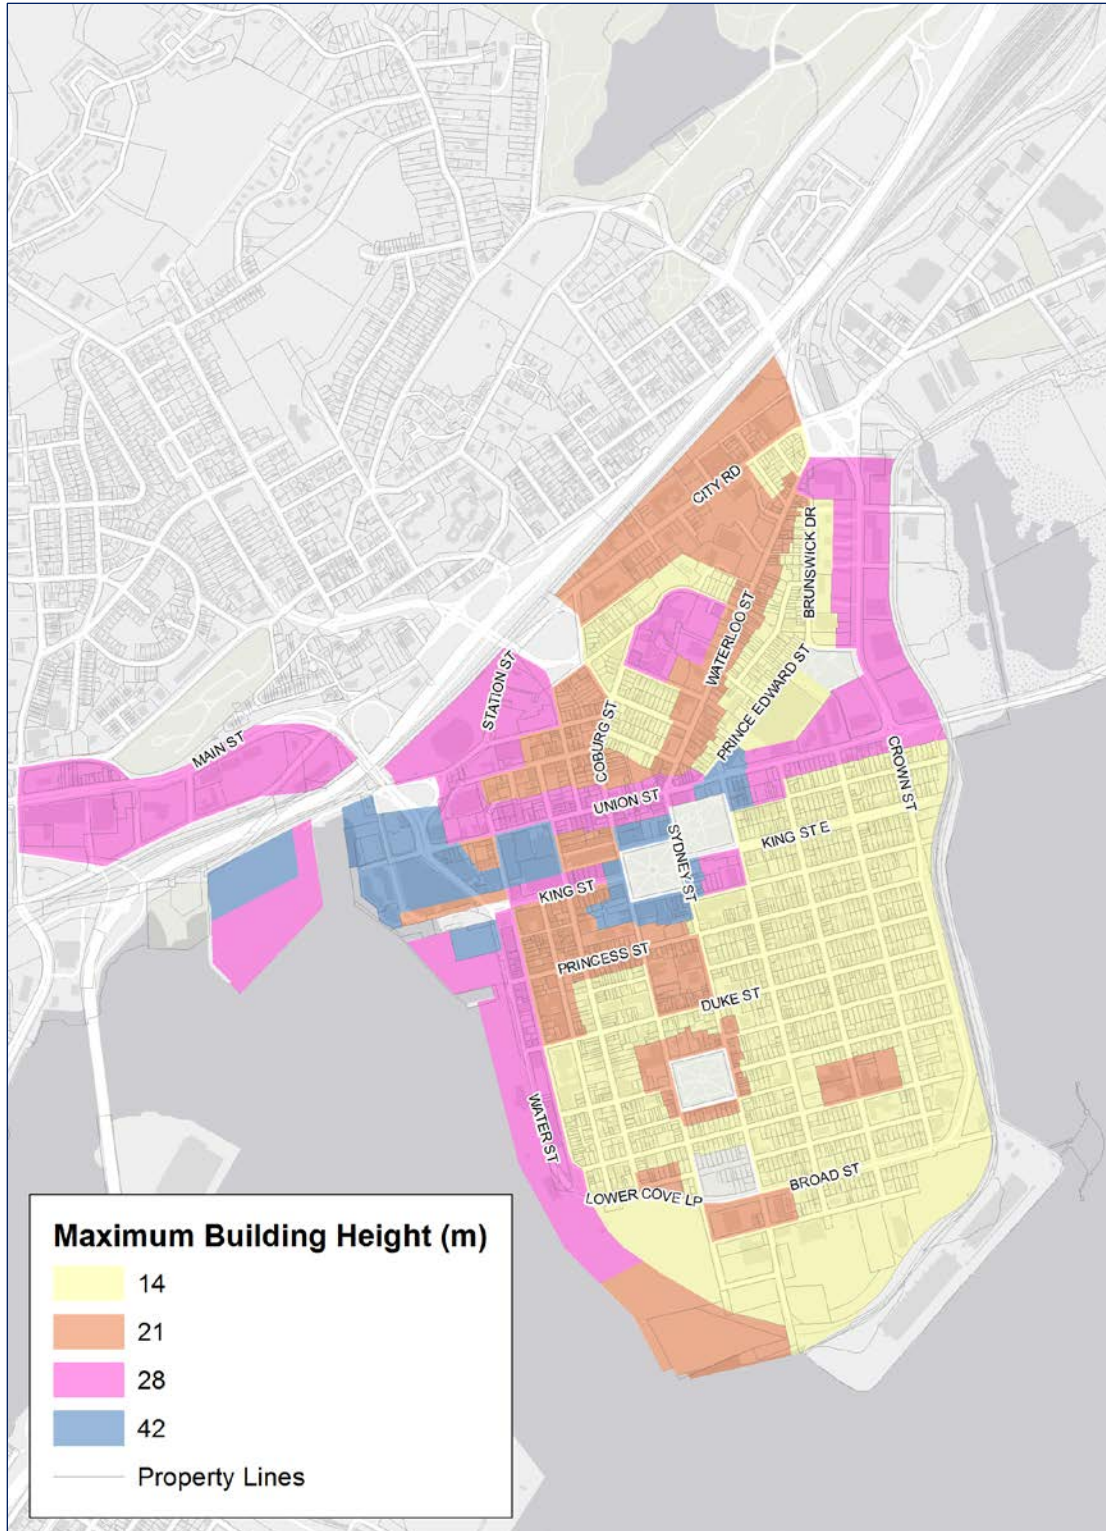 CITY RD
BRUNSWICK DR
WATERLOO ST
STATION ST
PRINCE EDWARD ST
COBURG ST
MAIN ST
CROWN ST
UNION ST
SYDNEY ST
KING ST E
KING ST
PRINCESS ST
DUKE ST
WATER ST
BROAD ST
LOWER COVE LP
Maximum Building Height (m)
14
21
28
42
Property Lines